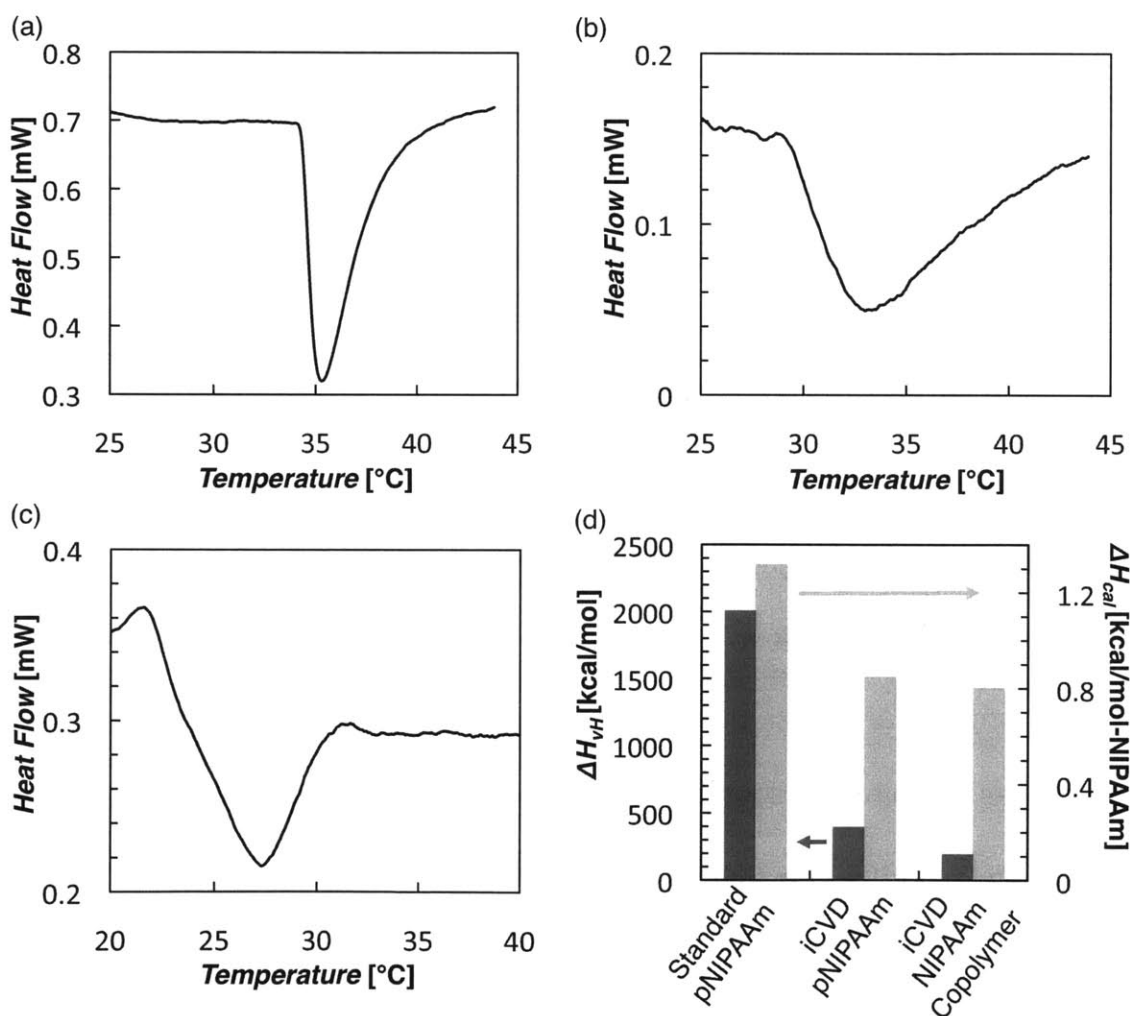 (a)
0.8
0.7
0.6
0.5
0.4
0.3
Heat Flow [mW]
25 30 35 40 45
Temperature [°C]
(b)
0.2
0.1
0
Heat Flow [mW]
25 30 35 40 45
Temperature [°C]
(c)
0.4
0.3
0.2
Heat Flow [mW]
20 25 30 35 40
Temperature [°C]
(d)
2500
2000
1500
1000
500
0
ΔHvH [kcal/mol]
1.2
0.8
0.4
0
ΔHcal [kcal/mol-NIPAAm]
Standard
pNIPAAm
iCVD
pNIPAAm
iCVD
NIPAAm
Copolymer